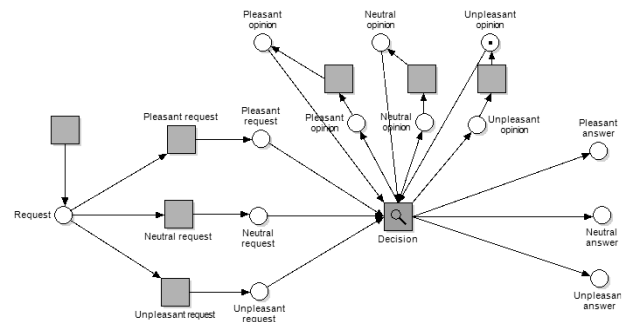 Pleasant
opinion
Neutral
opinion
Unpleasant
opinion
Pleasant request
Pleasant
request
Pleasant
opinion
Neutral
opinion
Unpleasant
opinion
Pleasant
answer
Request
Neutral request
Neutral
request
Decision
Neutral
answer
Unpleasant request
Unpleasant
request
Unpleasant
answer